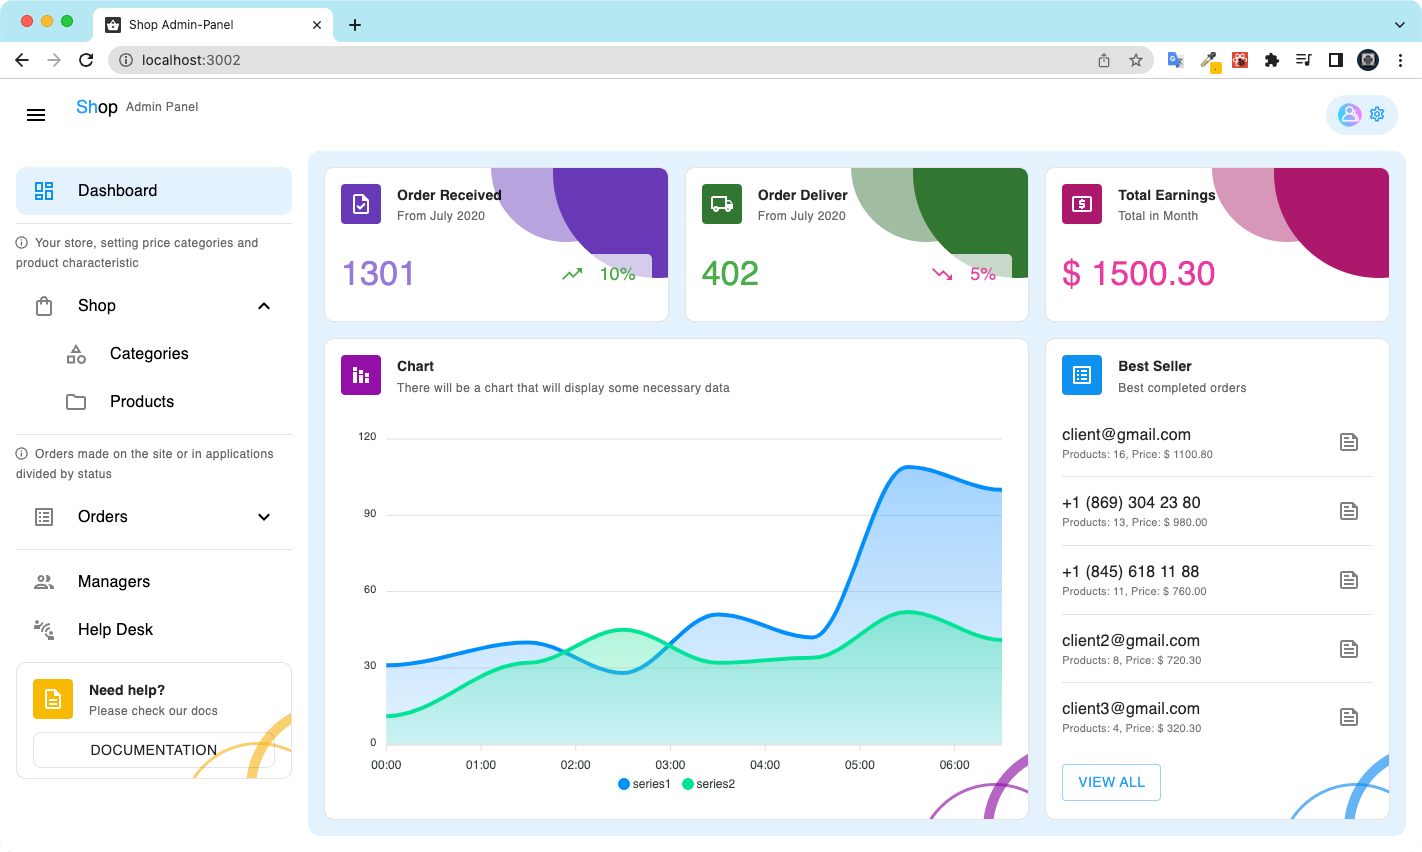 Shop Admin-Panel
localhost:3002
Shop Admin Panel
Dashboard
Your store, setting price categories and
product characteristic
Shop
Categories
Products
Orders made on the site or in applications
divided by status
Orders
Managers
Help Desk
Need help?
Please check our docs
DOCUMENTATION
Order Received
From July 2020
1301
10%
Order Deliver
From July 2020
402
5%
Total Earnings
Total in Month
$ 1500.30
Chart
There will be a chart that will display some necessary data
120
90
60
30
0
00:00 01:00 02:00 03:00 04:00 05:00 06:00
series1 series2
Best Seller
Best completed orders
client@gmail.com
Products: 16, Price: $ 1100.80
+1 (869) 304 23 80
Products: 13, Price: $ 980.00
+1 (845) 618 11 88
Products: 11, Price: $ 760.00
client2@gmail.com
Products: 8, Price: $ 720.30
client3@gmail.com
Products: 4, Price: $ 320.30
VIEW ALL